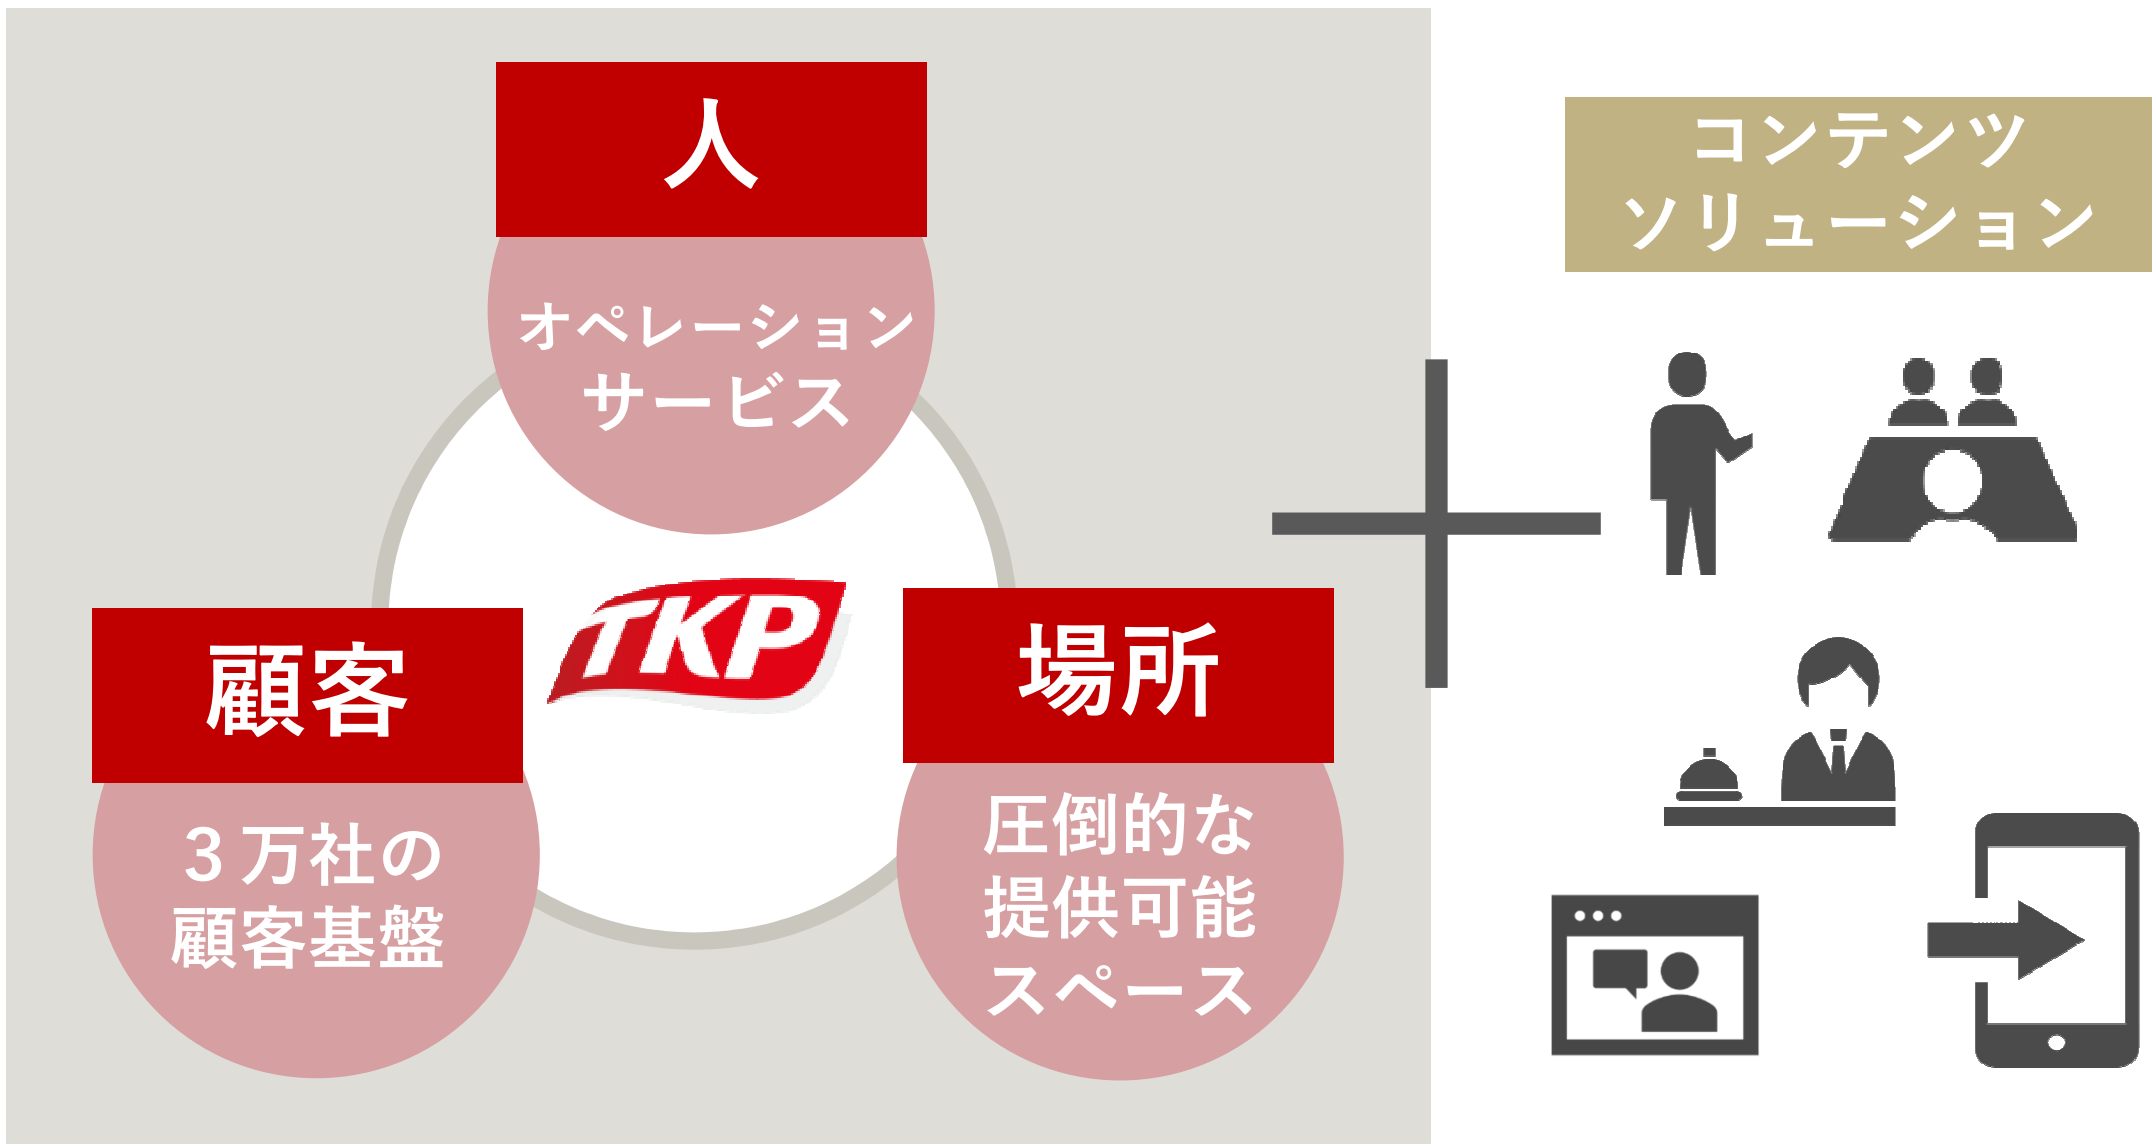 人
オペレーション
サービス
TKP
顧客
３万社の
顧客基盤
場所
圧倒的な
提供可能
スペース
コンテンツ
ソリューション